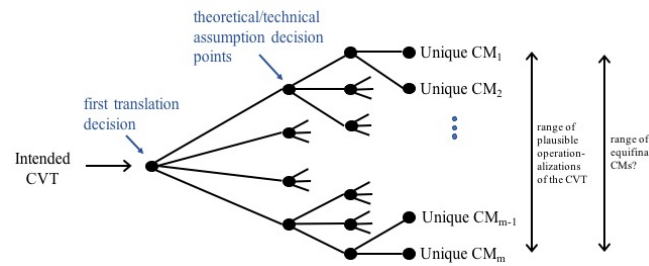 theoretical/technical
assumption decision
points
first translation
decision
Intended
CVT
Unique CM1
Unique CM2
Unique CMm-1
Unique CMm
range of
plausible
operation-
alizations
of the CVT
range of
equifina
CMs?